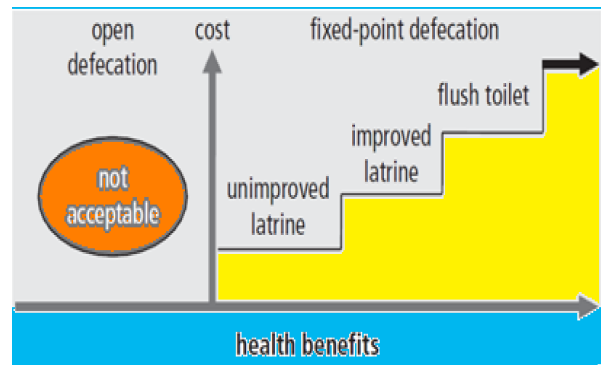 open
defecation
cost
fixed-point defecation
flush toilet
improved
latrine
unimproved
latrine
not
acceptable
health benefits